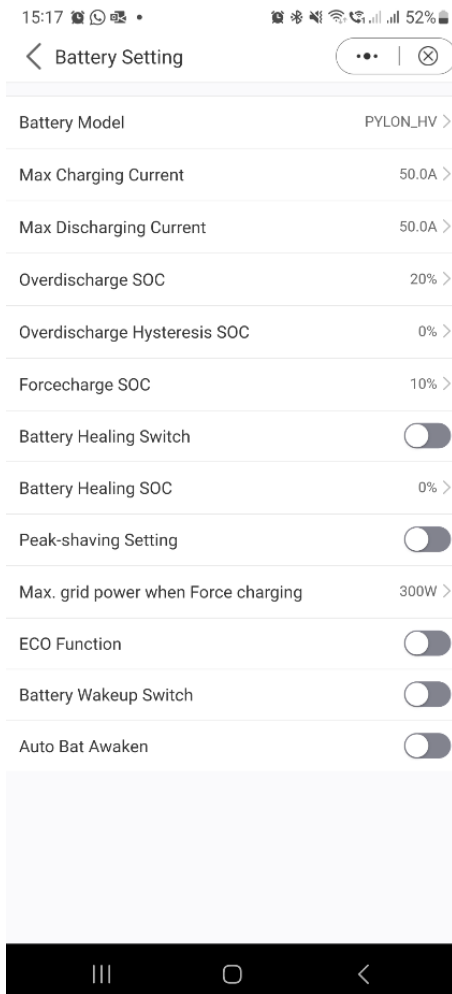 15:17 52%
Battery Setting
Battery Model PYLON_HV
Max Charging Current 50.0A
Max Discharging Current 50.0A
Overdischarge SOC 20%
Overdischarge Hysteresis SOC 0%
Forcecharge SOC 10%
Battery Healing Switch
Battery Healing SOC 0%
Peak-shaving Setting
Max. grid power when Force charging 300W
ECO Function
Battery Wakeup Switch
Auto Bat Awaken